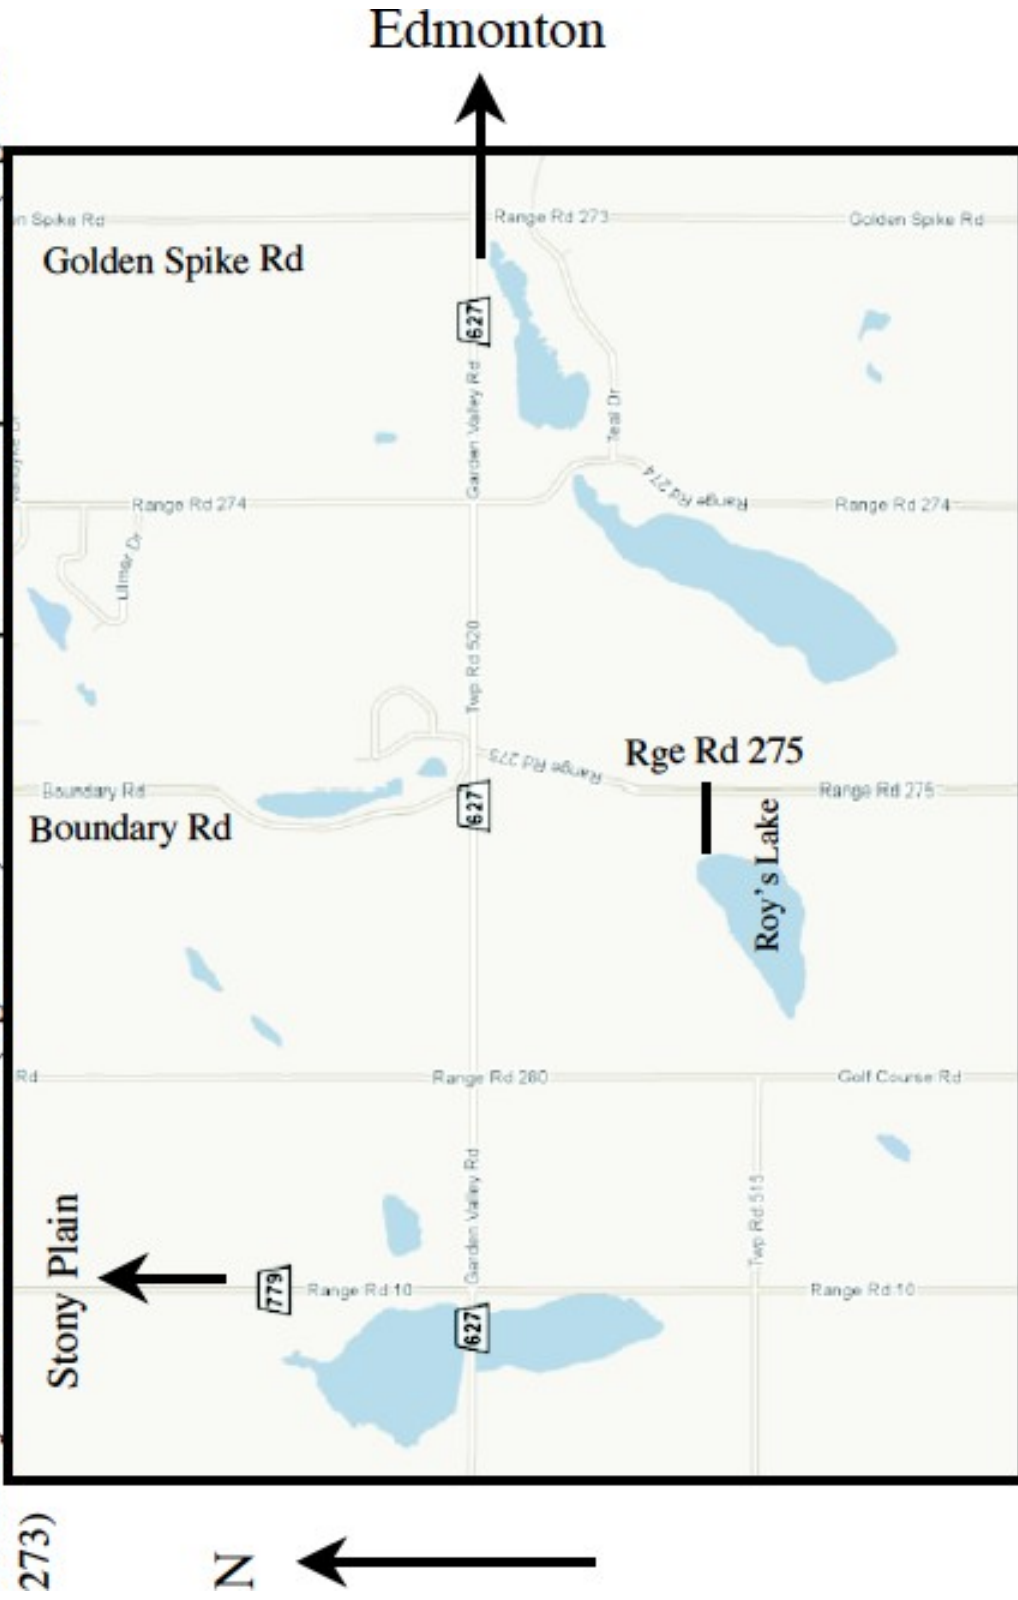 Edmonton
n Spike Rd
Range Rd 273
Golden Spike Rd
Golden Spike Rd
627
Garden Valley Rd
Teal Dr
Range Rd 274
Range Rd 274
Range Rd 274
Ulmer Dr
Twp Rd 520
Range Rd 275
Rge Rd 275
Boundary Rd
627
Range Rd 275
Boundary Rd
Roy's Lake
Rd
Range Rd 280
Golf Course Rd
Garden Valley Rd
Twp Rd 515
Stony Plain
779
Range Rd 10
Range Rd 10
627
273)
N